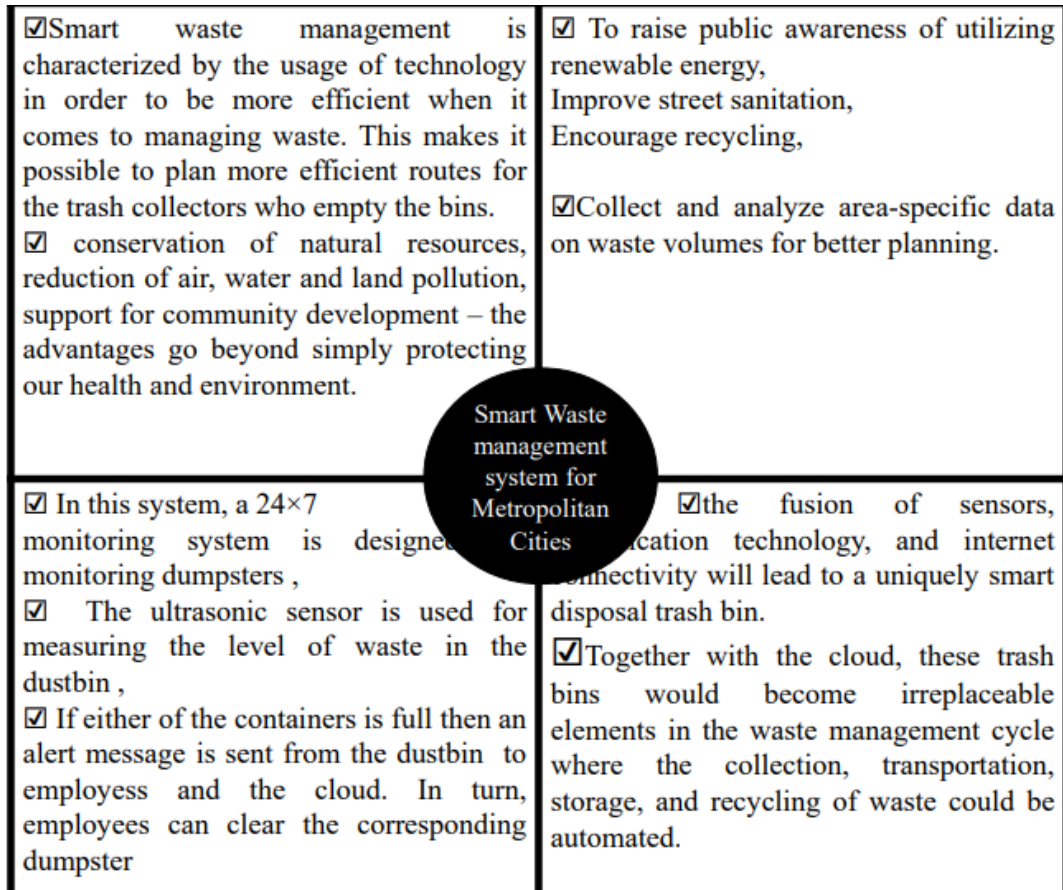 ☑Smart waste management is
characterized by the usage of technology
in order to be more efficient when it
comes to managing waste. This makes it
possible to plan more efficient routes for
the trash collectors who empty the bins.
☑ conservation of natural resources,
reduction of air, water and land pollution,
support for community development – the
advantages go beyond simply protecting
our health and environment.
☑ To raise public awareness of utilizing
renewable energy,
Improve street sanitation,
Encourage recycling,
☑Collect and analyze area-specific data
on waste volumes for better planning.
Smart Waste
management
system for
Metropolitan
Cities
☑ In this system, a 24×7
monitoring system is
monitoring dumpsters ,
☑ The ultrasonic sensor is used for
measuring the level of waste in the
dustbin ,
☑ If either of the containers is full then an
alert message is sent from the dustbin to
employess and the cloud. In turn,
employees can clear the corresponding
dumpster
☑the fusion of sensors,
technology, and internet
connectivity will lead to a uniquely smart
disposal trash bin.
☑Together with the cloud, these trash
bins would become irreplaceable
elements in the waste management cycle
where the collection, transportation,
storage, and recycling of waste could be
automated.